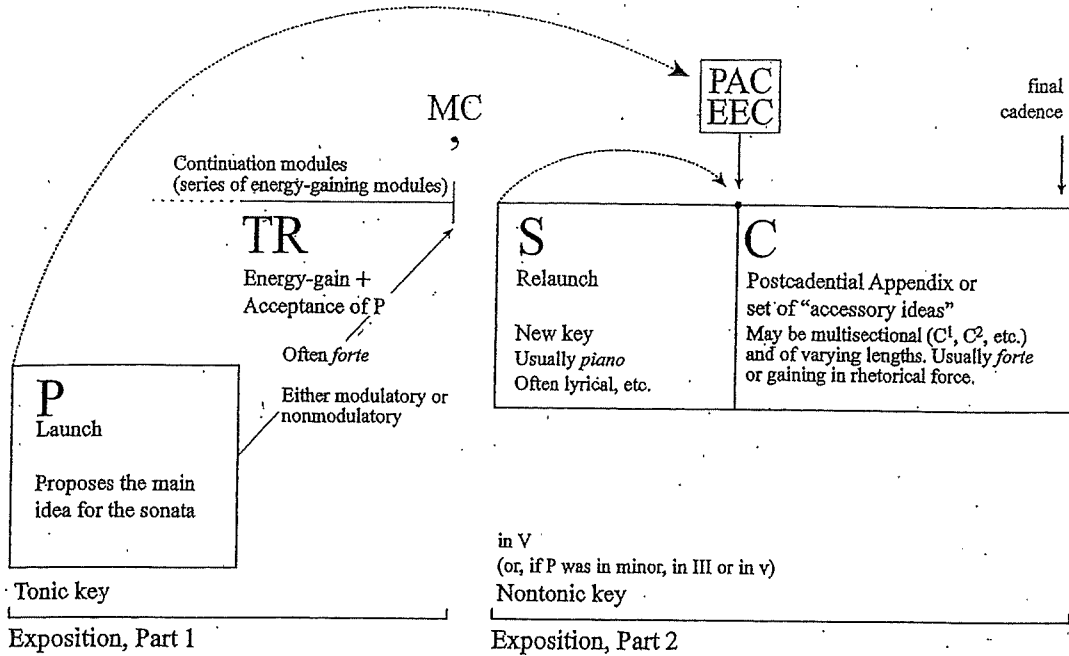 PAC
EEC
final
cadence
MC
,
Continuation modules
(series of energy-gaining modules)
TR
Energy-gain +
Acceptance of P
Often forte
Either modulatory or
nonmodulatory
P
Launch
Proposes the main
idea for the sonata
Tonic key
Exposition, Part 1
S
Relaunch
New key
Usually piano
Often lyrical, etc.
C
Postcadential Appendix or
set of “accessory ideas”
May be multisectional (C¹, C², etc.)
and of varying lengths. Usually forte
or gaining in rhetorical force.
in V
(or, if P was in minor, in III or in v)
Nontonic key
Exposition, Part 2